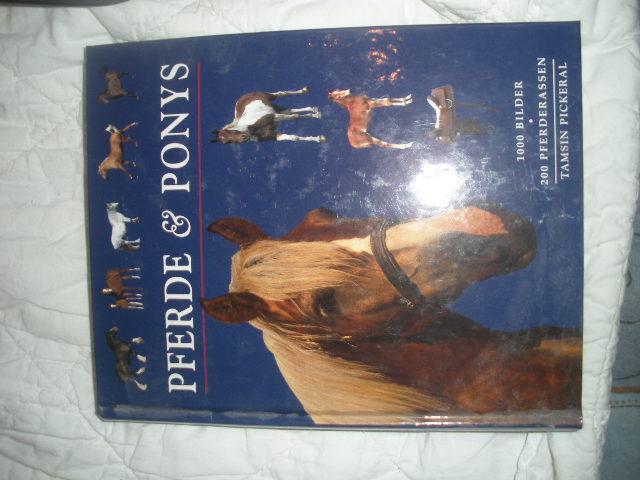 PFERDE & PONYS
1000 BILDER
•
200 PFERDERASSEN
TAMSIN PICKERAL